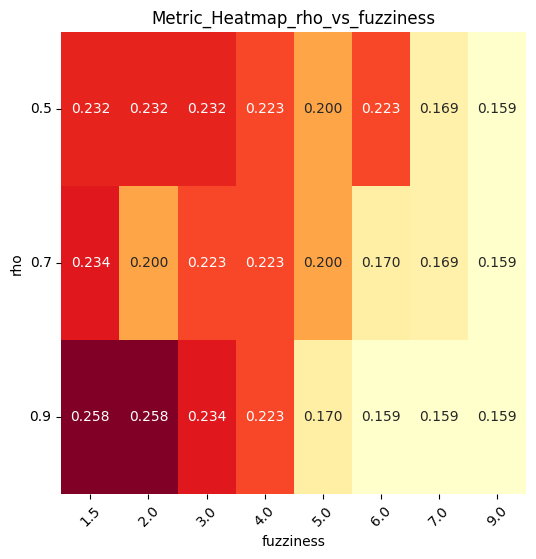 Metric_Heatmap_rho_vs_fuzziness
0.5 0.232 0.232 0.232 0.223 0.200 0.223 0.169 0.159
rho
0.7 0.234 0.200 0.223 0.223 0.200 0.170 0.169 0.159
0.9 0.258 0.258 0.234 0.223 0.170 0.159 0.159 0.159
1.5 2.0 3.0 4.0 5.0 6.0 7.0 9.0
fuzziness